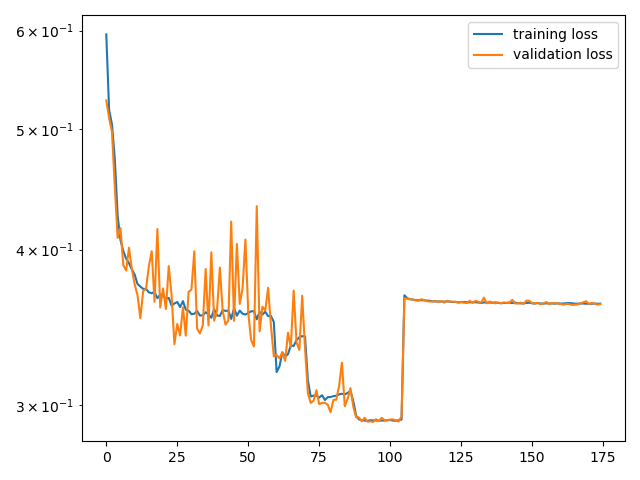 6 × 10⁻¹
5 × 10⁻¹
4 × 10⁻¹
3 × 10⁻¹
training loss
validation loss
0 25 50 75 100 125 150 175